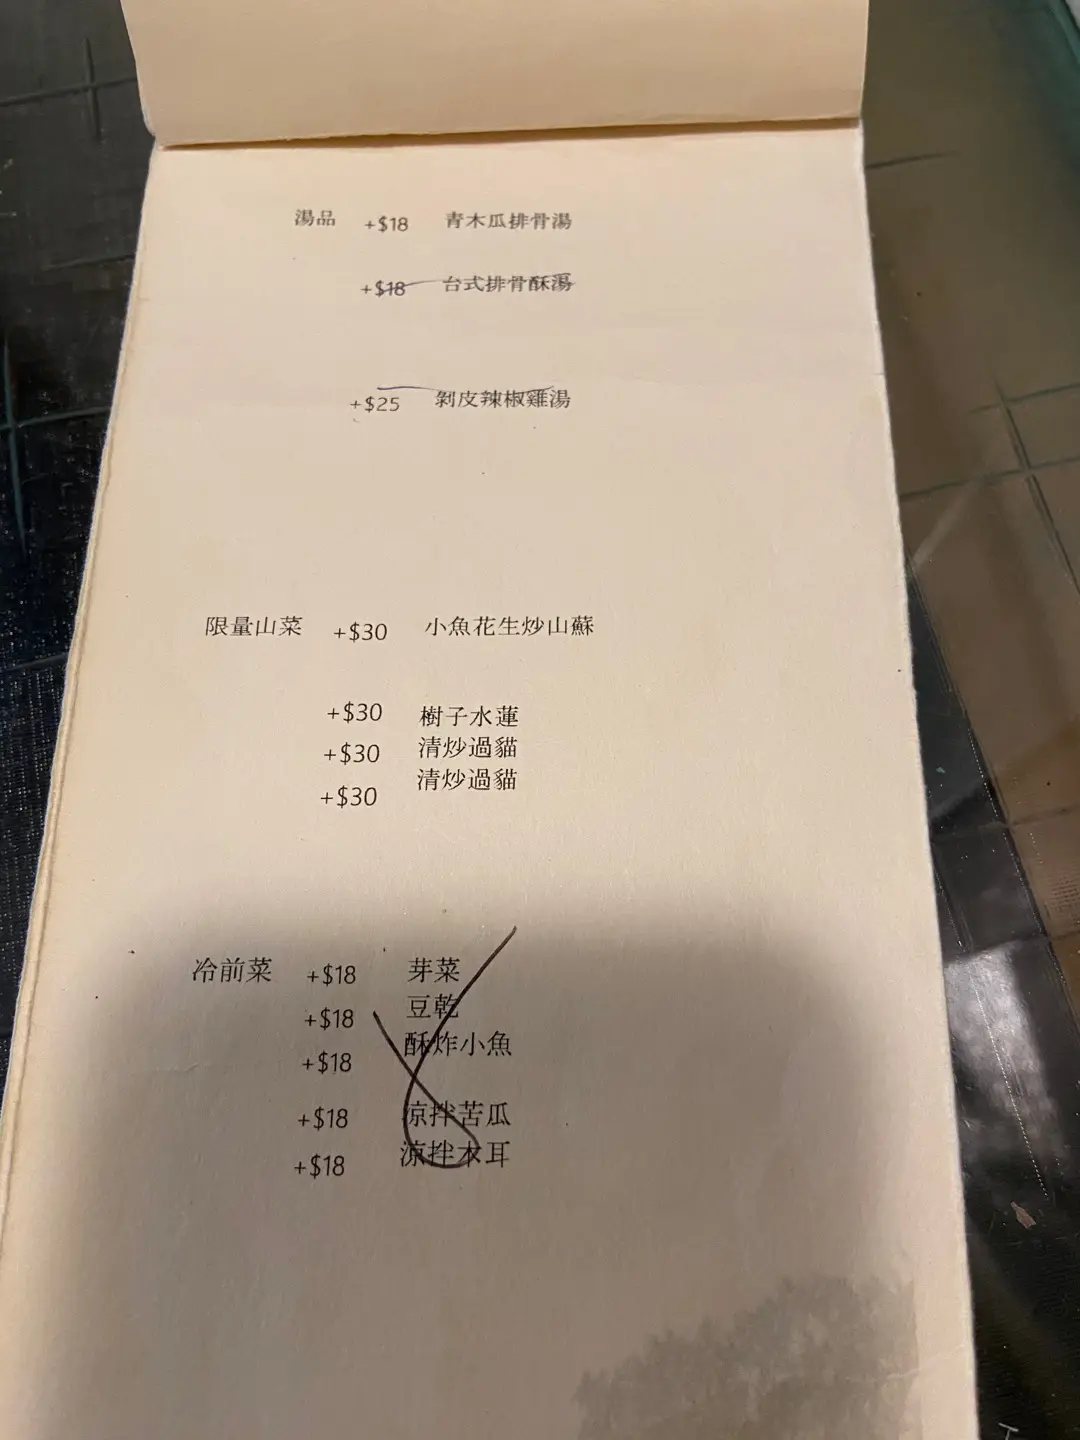 湯品 +$18 青木瓜排骨湯
+$18 台式排骨酥湯
+$25 剝皮辣椒雞湯
限量山菜 +$30 小魚花生炒山蘇
+$30 樹子水蓮
+$30 清炒過貓
+$30 清炒過貓
冷前菜 +$18 芽菜
+$18 豆乾
+$18 酥炸小魚
+$18 涼拌苦瓜
+$18 涼拌木耳